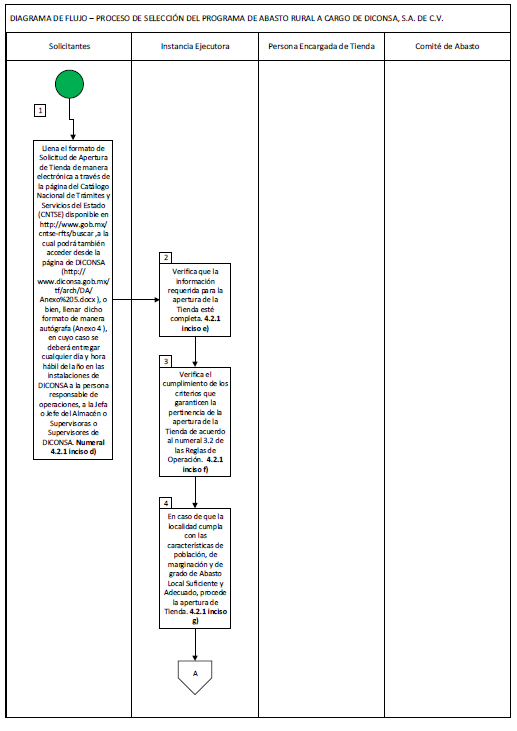 DIAGRAMA DE FLUJO – PROCESO DE SELECCIÓN DEL PROGRAMA DE ABASTO RURAL A CARGO DE DICONSA, S.A. DE C.V.
Solicitantes
Instancia Ejecutora
Persona Encargada de Tienda
Comité de Abasto
1
Llena el formato de
Solicitud de Apertura
de Tienda de manera
electrónica a través de
la página del Catálogo
Nacional de Trámites y
Servicios del Estado
(CNTSE) disponible en
http://www.gob.mx/
cntse-rfts/buscar ,a la
cual podrá también
acceder desde la
página de DICONSA
(http://
www.diconsa.gob.mx/
tf/arch/DA/
Anexo%205.docx ), o
bien, llenar dicho
formato de manera
autógrafa (Anexo 4 ),
en cuyo caso se
deberá entregar
cualquier día y hora
hábil del año en las
instalaciones de
DICONSA a la persona
responsable de
operaciones, a la Jefa
o Jefe del Almacén o
Supervisoras o
Supervisores de
DICONSA. Numeral
4.2.1 inciso d)
2
Verifica que la
información
requerida para la
apertura de la
Tienda esté
completa. 4.2.1
inciso e)
3
Verifica el
cumplimiento de los
criterios que
garanticen la
pertinencia de la
apertura de la
Tienda de acuerdo
al numeral 3.2 de
las Reglas de
Operación. 4.2.1
inciso f)
4
En caso de que la
localidad cumpla
con las
características de
población, de
marginación y de
grado de Abasto
Local Suficiente y
Adecuado, procede
la apertura de
Tienda. 4.2.1 inciso
g)
A